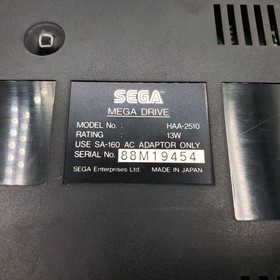 SEGA
MEGA DRIVE
MODEL No. : HAA-2510
RATING : 13W
USE SA-160 AC ADAPTOR ONLY
SERIAL No. 88M19454
SEGA Enterprises Ltd. MADE IN JAPAN